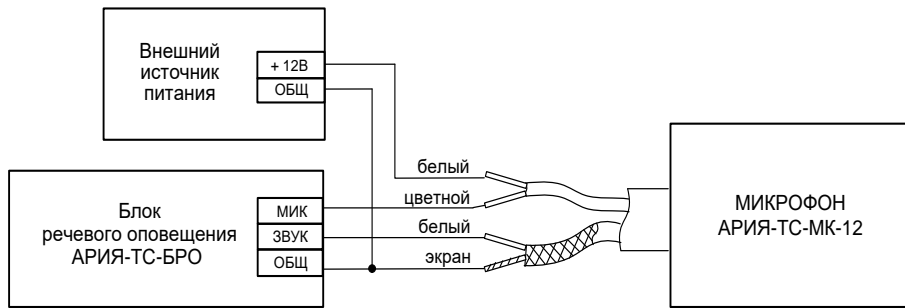 Внешний
источник
питания
+ 12В
ОБЩ
белый
цветной
белый
экран
Блок
речевого оповещения
АРИЯ-ТС-БРО
МИК
ЗВУК
ОБЩ
МИКРОФОН
АРИЯ-ТС-МК-12